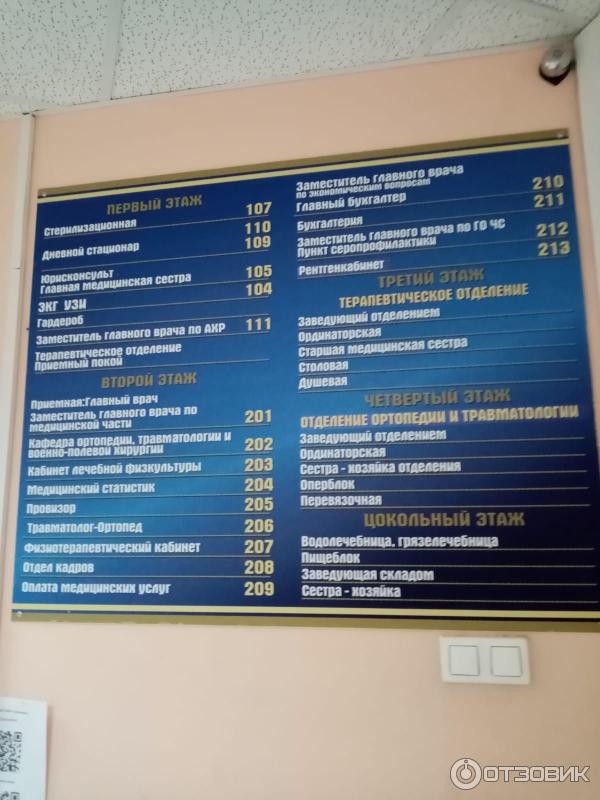 ПЕРВЫЙ ЭТАЖ
Стерилизационная 107
110
Дневной стационар 109
Юрисконсульт
Главная медицинская сестра 105
ЭКГ УЗИ 104
Гардероб
Заместитель главного врача по АХР 111
Терапевтическое отделение
Приемный покой
ВТОРОЙ ЭТАЖ
Приемная:Главный врач
Заместитель главного врача по
медицинской части 201
Кафедра ортопедии, травматологии и
военно-полевой хирургии 202
Кабинет лечебной физкультуры 203
Медицинский статистик 204
Провизор 205
Травматолог-Ортопед 206
Физиотерапевтический кабинет 207
Отдел кадров 208
Оплата медицинских услуг 209
Заместитель главного врача
по экономическим вопросам 210
Главный бухгалтер 211
Бухгалтерия
Заместитель главного врача по ГО ЧС 212
Пункт серопрофилактики 213
Рентгенкабинет
ТРЕТИЙ ЭТАЖ
ТЕРАПЕВТИЧЕСКОЕ ОТДЕЛЕНИЕ
Заведующий отделением
Ординаторская
Старшая медицинская сестра
Столовая
Душевая
ЧЕТВЕРТЫЙ ЭТАЖ
ОТДЕЛЕНИЕ ОРТОПЕДИИ И ТРАВМАТОЛОГИИ
Заведующий отделением
Ординаторская
Сестра - хозяйка отделения
Оперблок
Перевязочная
ЦОКОЛЬНЫЙ ЭТАЖ
Водолечебница, грязелечебница
Пищеблок
Заведующая складом
Сестра - хозяйка
ОТЗОВИК